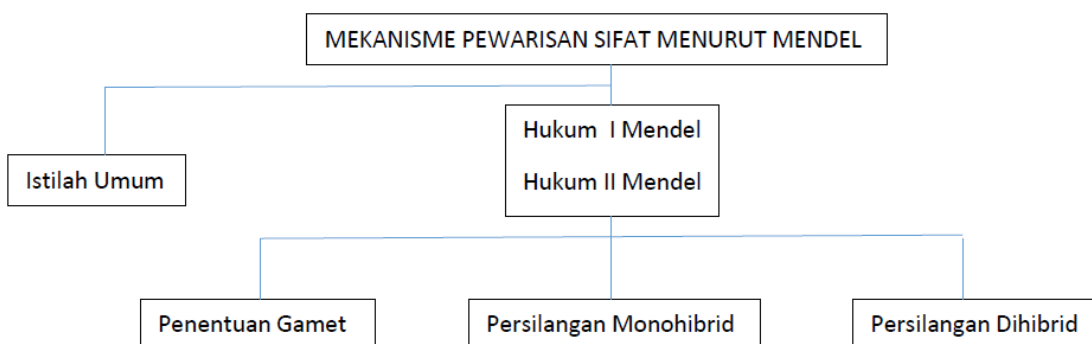 MEKANISME PEWARISAN SIFAT MENURUT MENDEL
Istilah Umum
Hukum I Mendel
Hukum II Mendel
Penentuan Gamet
Persilangan Monohibrid
Persilangan Dihibrid